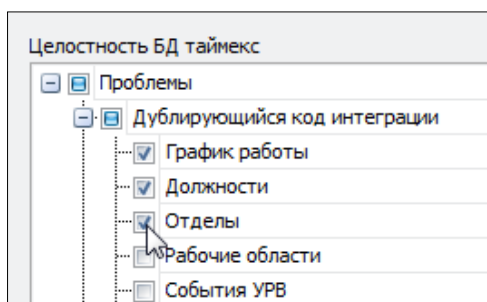 Целостность БД таймекс
Проблемы
Дублирующийся код интеграции
График работы
Должности
Отделы
Рабочие области
События УРВ